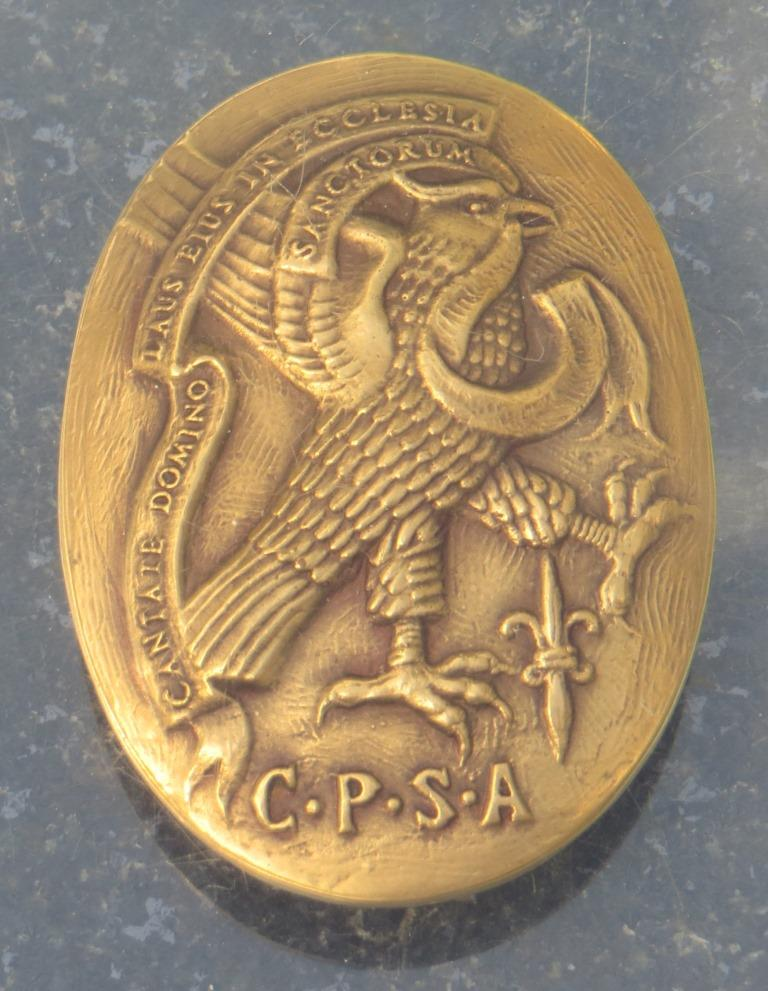 CANTATE DOMINO
LAUS EIUS IN ECCLESIA
SANCTORUM
C·P·S·A